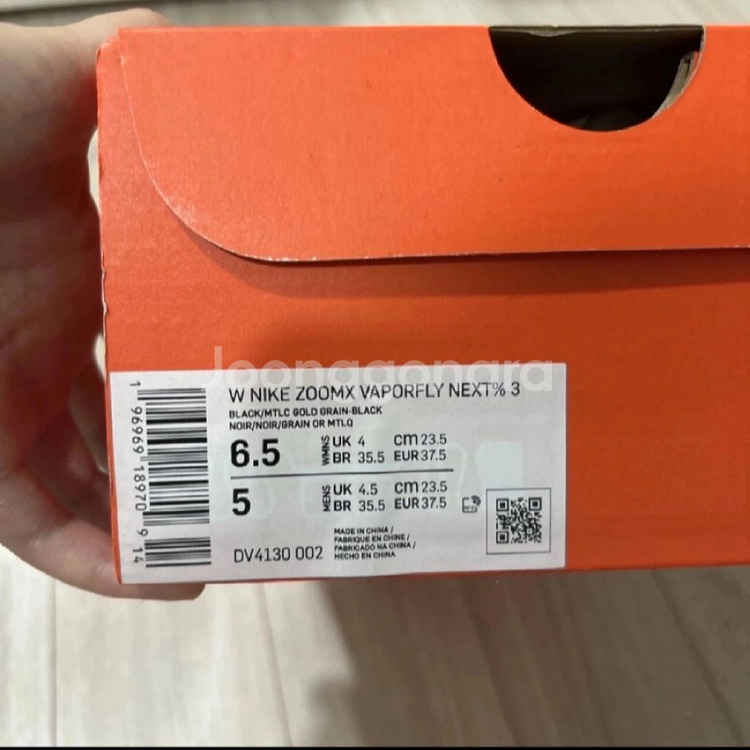 Joonggonara
W NIKE ZOOMX VAPORFLY NEXT% 3
BLACK/MTLC GOLD GRAIN-BLACK
NOIR/NOIR/GRAIN OR MTLQ
6.5 WMNS UK 4 cm 23.5
BR 35.5 EUR 37.5
5 MENS UK 4.5 cm 23.5
BR 35.5 EUR 37.5
DV4130 002
MADE IN CHINA /
FABRIQUE EN CHINE /
FABRICADO NA CHINA /
HECHO EN CHINA
1 96969 18970 9 14